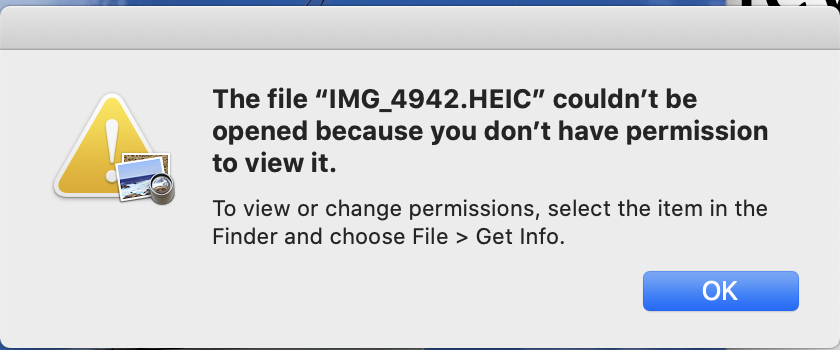 The file “IMG_4942.HEIC” couldn’t be
opened because you don’t have permission
to view it.
To view or change permissions, select the item in the
Finder and choose File > Get Info.
OK